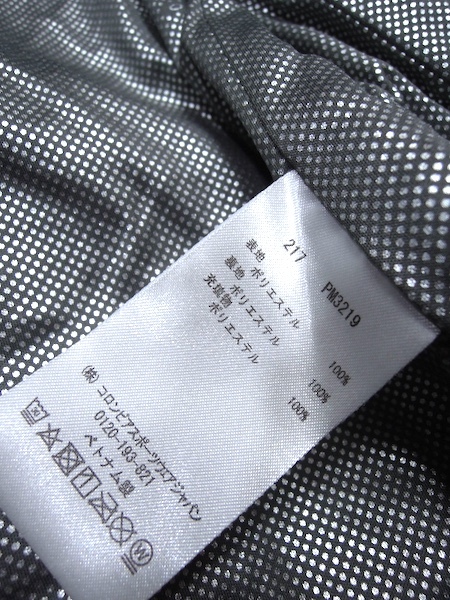 217 PM3219
表地 ポリエステル 100%
裏地 ポリエステル 100%
充填物
ポリエステル 100%
(株)コロンビアスポーツウェアジャパン
0120-193-821
ベトナム製